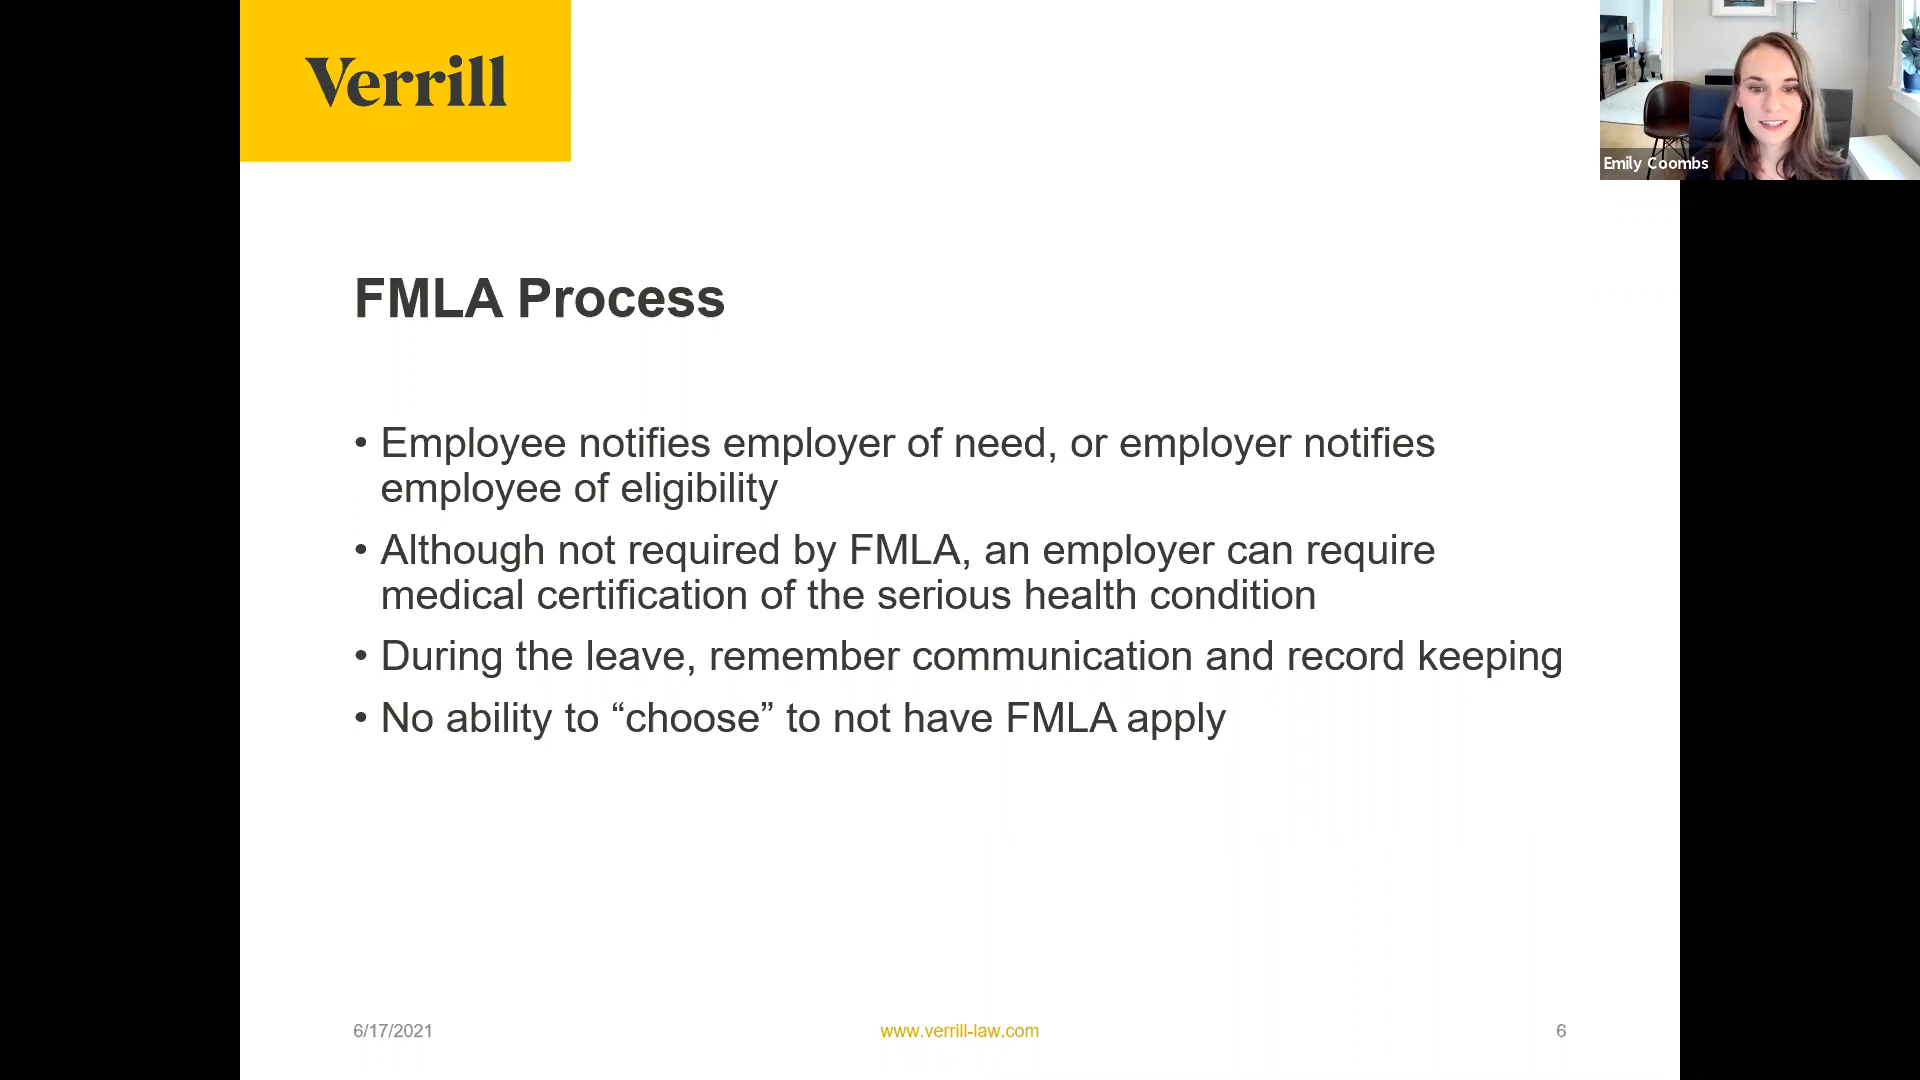 Verrill
Emily Coombs
FMLA Process
• Employee notifies employer of need, or employer notifies
employee of eligibility
• Although not required by FMLA, an employer can require
medical certification of the serious health condition
• During the leave, remember communication and record keeping
• No ability to “choose” to not have FMLA apply
6/17/2021
www.verrill-law.com
6